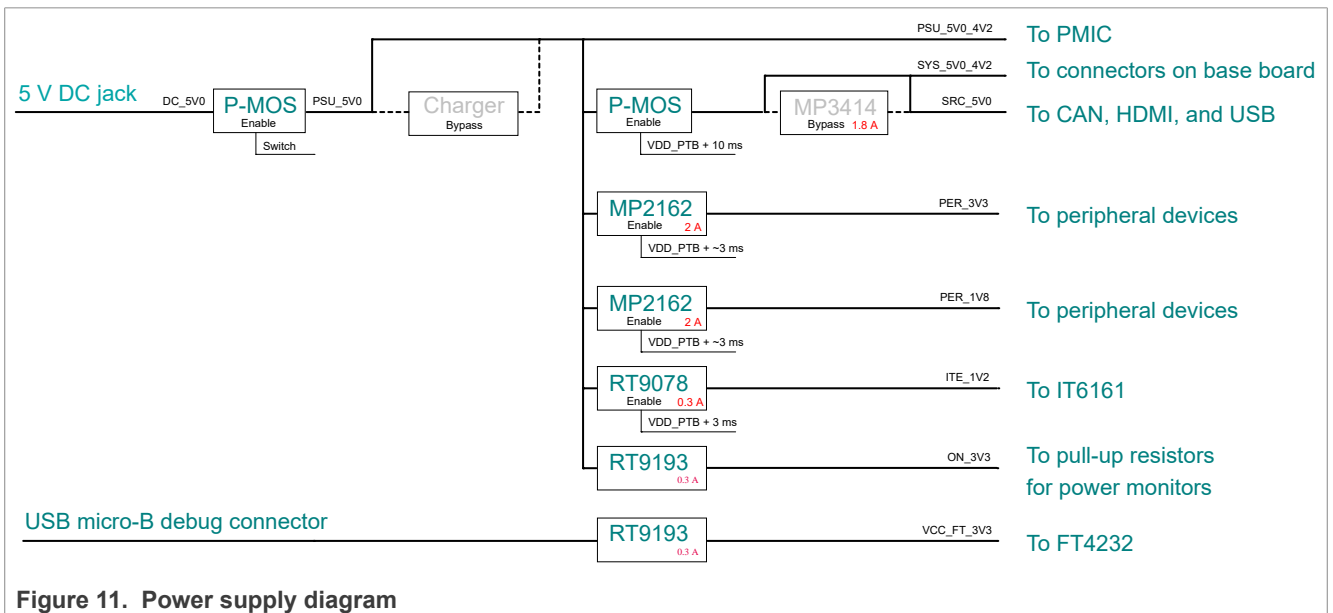 PSU_5V0_4V2
To PMIC
SYS_5V0_4V2
To connectors on base board
5 V DC jack
DC_5V0
P-MOS
Enable
Switch
PSU_5V0
Charger
Bypass
P-MOS
Enable
VDD_PTB + 10 ms
MP3414
Bypass 1.8 A
SRC_5V0
To CAN, HDMI, and USB
MP2162
Enable 2 A
VDD_PTB + ~3 ms
PER_3V3
To peripheral devices
MP2162
Enable 2 A
VDD_PTB + ~3 ms
PER_1V8
To peripheral devices
RT9078
Enable 0.3 A
VDD_PTB + 3 ms
ITE_1V2
To IT6161
RT9193
0.3 A
ON_3V3
To pull-up resistors
for power monitors
USB micro-B debug connector
RT9193
0.3 A
VCC_FT_3V3
To FT4232
Figure 11. Power supply diagram